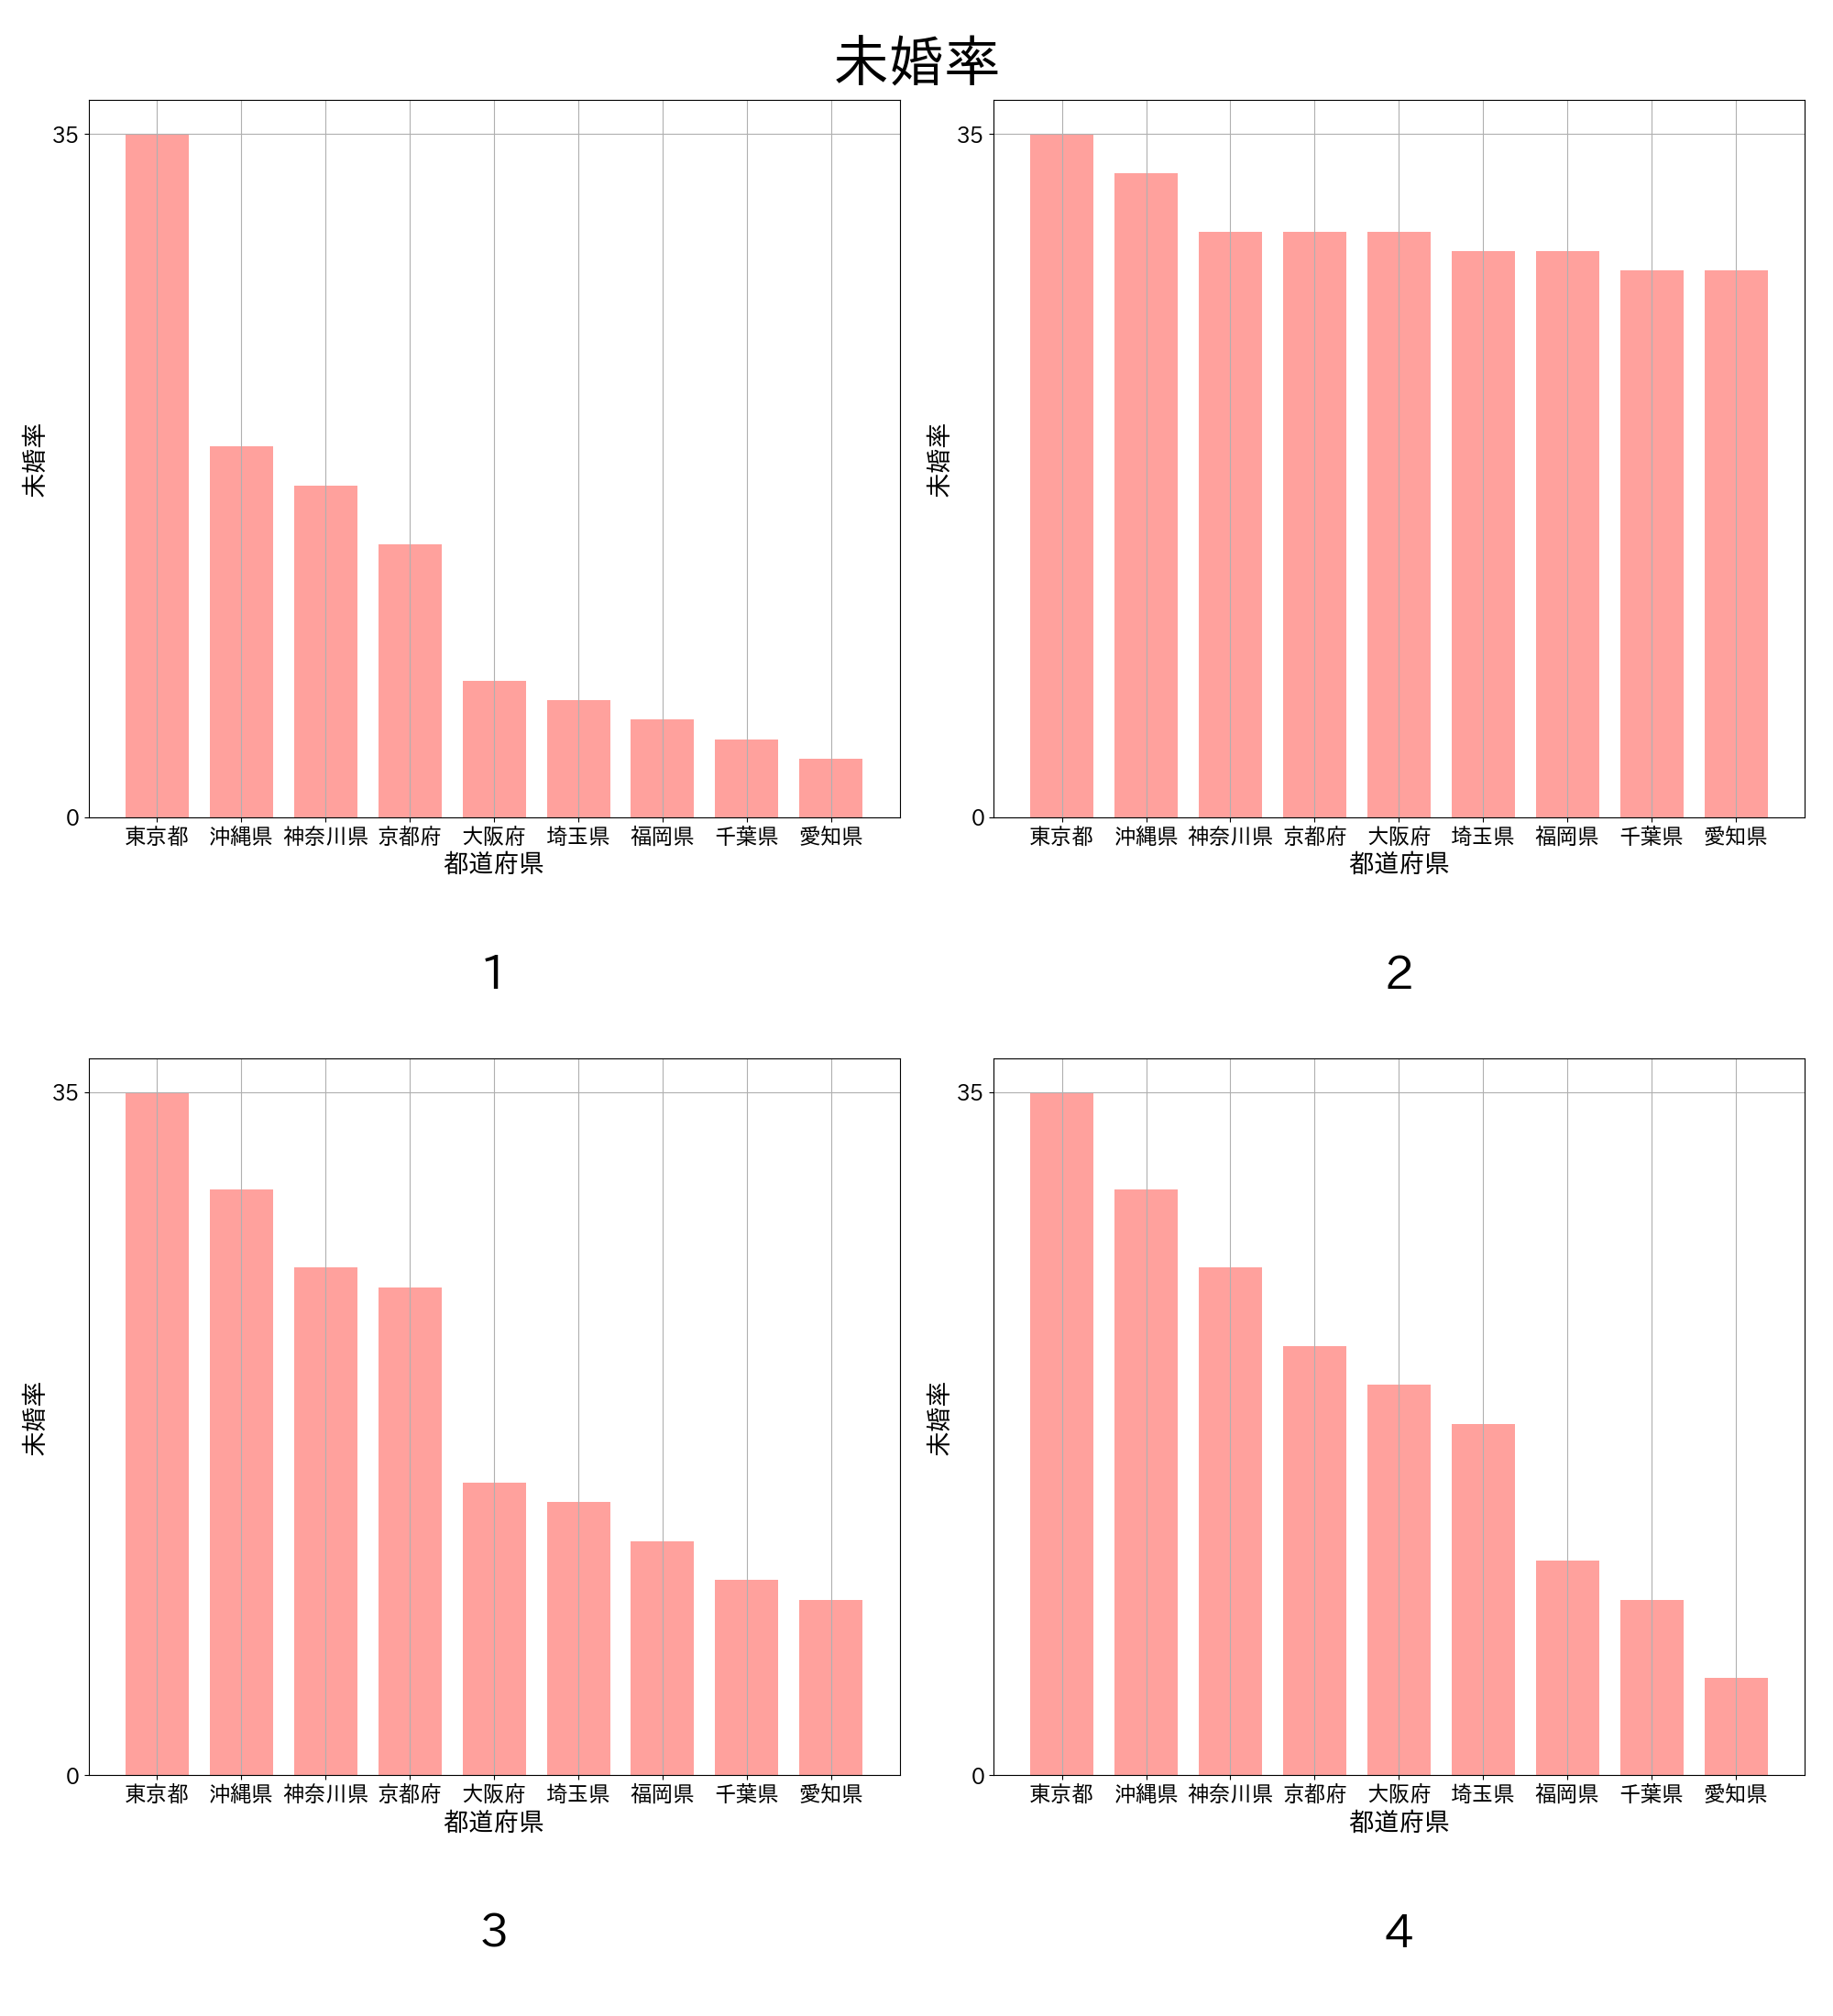 未婚率
35
0
未婚率
東京都 沖縄県 神奈川県 京都府 大阪府 埼玉県 福岡県 千葉県 愛知県
都道府県
1
35
0
未婚率
東京都 沖縄県 神奈川県 京都府 大阪府 埼玉県 福岡県 千葉県 愛知県
都道府県
2
35
0
未婚率
東京都 沖縄県 神奈川県 京都府 大阪府 埼玉県 福岡県 千葉県 愛知県
都道府県
3
35
0
未婚率
東京都 沖縄県 神奈川県 京都府 大阪府 埼玉県 福岡県 千葉県 愛知県
都道府県
4